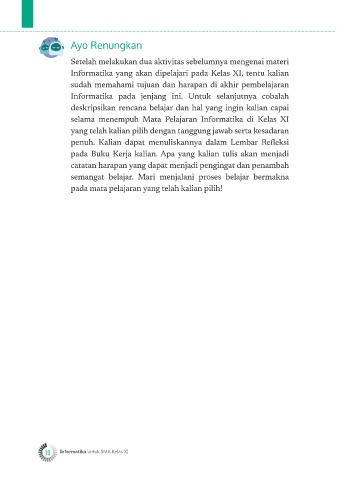 Ayo Renungkan
Setelah melakukan dua aktivitas sebelumnya mengenai materi
Informatika yang akan dipelajari pada Kelas XI, tentu kalian
sudah memahami tujuan dan harapan di akhir pembelajaran
Informatika pada jenjang ini. Untuk selanjutnya cobalah
deskripsikan rencana belajar dan hal yang ingin kalian capai
selama menempuh Mata Pelajaran Informatika di Kelas XI
yang telah kalian pilih dengan tanggung jawab serta kesadaran
penuh. Kalian dapat menuliskannya dalam Lembar Refleksi
pada Buku Kerja kalian. Apa yang kalian tulis akan menjadi
catatan harapan yang dapat menjadi pengingat dan penambah
semangat belajar. Mari menjalani proses belajar bermakna
pada mata pelajaran yang telah kalian pilih!
10 Informatika untuk SMA Kelas XI